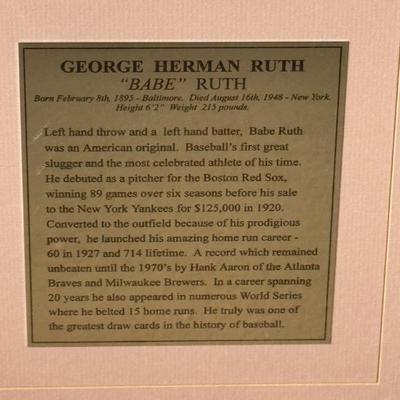 GEORGE HERMAN RUTH
"BABE" RUTH
Born February 8th, 1895 - Baltimore. Died August 16th, 1948 - New York.
Height 6'2" Weight 215 pounds.
Left hand throw and a left hand batter, Babe Ruth
was an American original. Baseball's first great
slugger and the most celebrated athlete of his time.
He debuted as a pitcher for the Boston Red Sox,
winning 89 games over six seasons before his sale
to the New York Yankees for $125,000 in 1920.
Converted to the outfield because of his prodigious
power, he launched his amazing home run career -
60 in 1927 and 714 lifetime. A record which remained
unbeaten until the 1970's by Hank Aaron of the Atlanta
Braves and Milwaukee Brewers. In a career spanning
20 years he also appeared in numerous World Series
where he belted 15 home runs. He truly was one of
the greatest draw cards in the history of baseball.